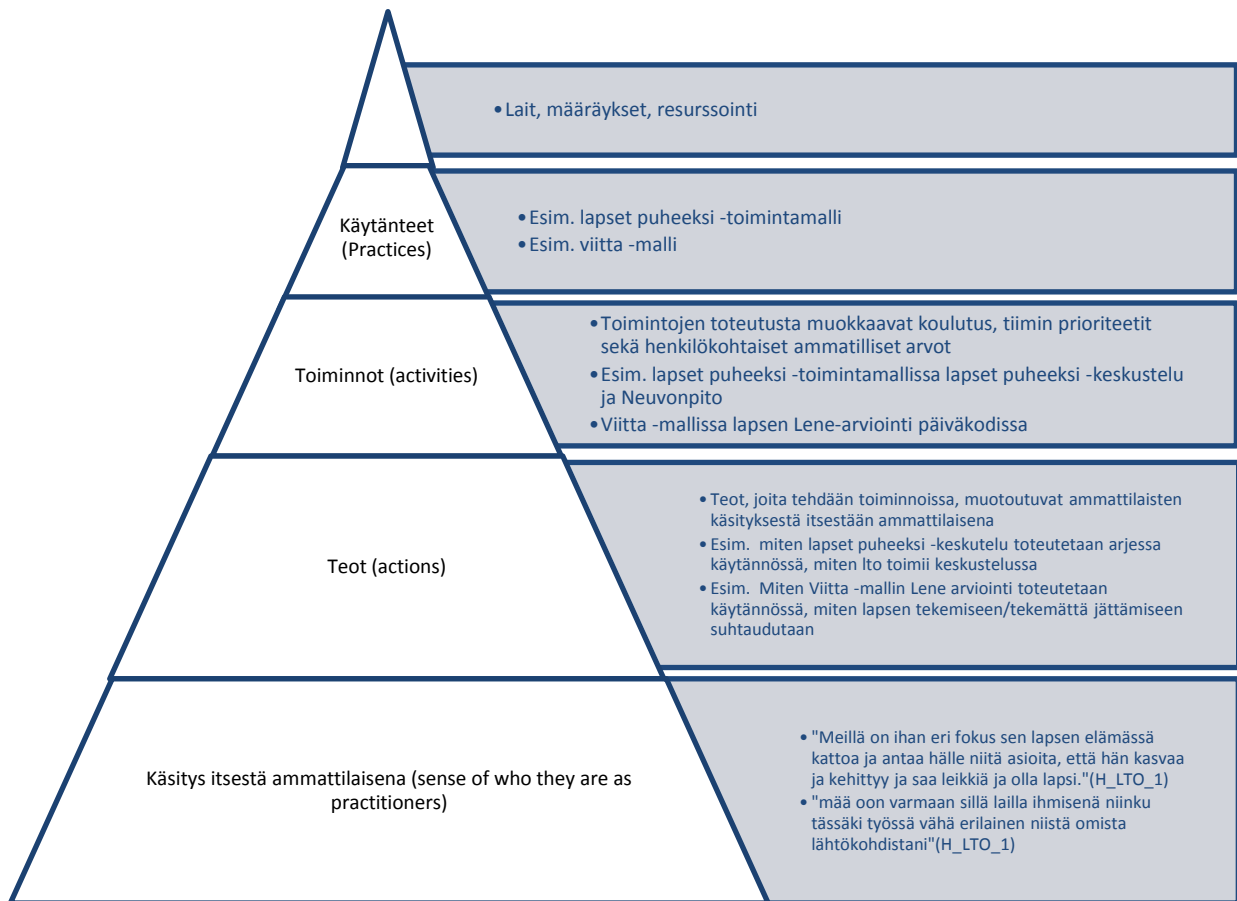 • Lait, määräykset, resurssointi
Käytänteet
(Practices)
• Esim. lapset puheeksi -toimintamalli
• Esim. viitta -malli
Toiminnot (activities)
• Toimintojen toteutusta muokkaavat koulutus, tiimin prioriteetit
sekä henkilökohtaiset ammatilliset arvot
• Esim. lapset puheeksi -toimintamallissa lapset puheeksi -keskustelu
ja Neuvonpito
• Viitta -mallissa lapsen Lene-arviointi päiväkodissa
Teot (actions)
• Teot, joita tehdään toiminnoissa, muotoutuvat ammattilaisten
käsityksestä itsestään ammattilaisena
• Esim. miten lapset puheeksi -keskutelu toteutetaan arjessa
käytännössä, miten lto toimii keskustelussa
• Esim. Miten Viitta -mallin Lene arviointi toteutetaan
käytännössä, miten lapsen tekemiseen/tekemättä jättämiseen
suhtaudutaan
Käsitys itsestä ammattilaisena (sense of who they are as
practitioners)
• "Meillä on ihan eri fokus sen lapsen elämässä
kattoa ja antaa hälle niitä asioita, että hän kasvaa
ja kehittyy ja saa leikkiä ja olla lapsi."(H_LTO_1)
• "mää oon varmaan sillä lailla ihmisenä niinku
tässäki työssä vähä erilainen niistä omista
lähtökohdistani"(H_LTO_1)